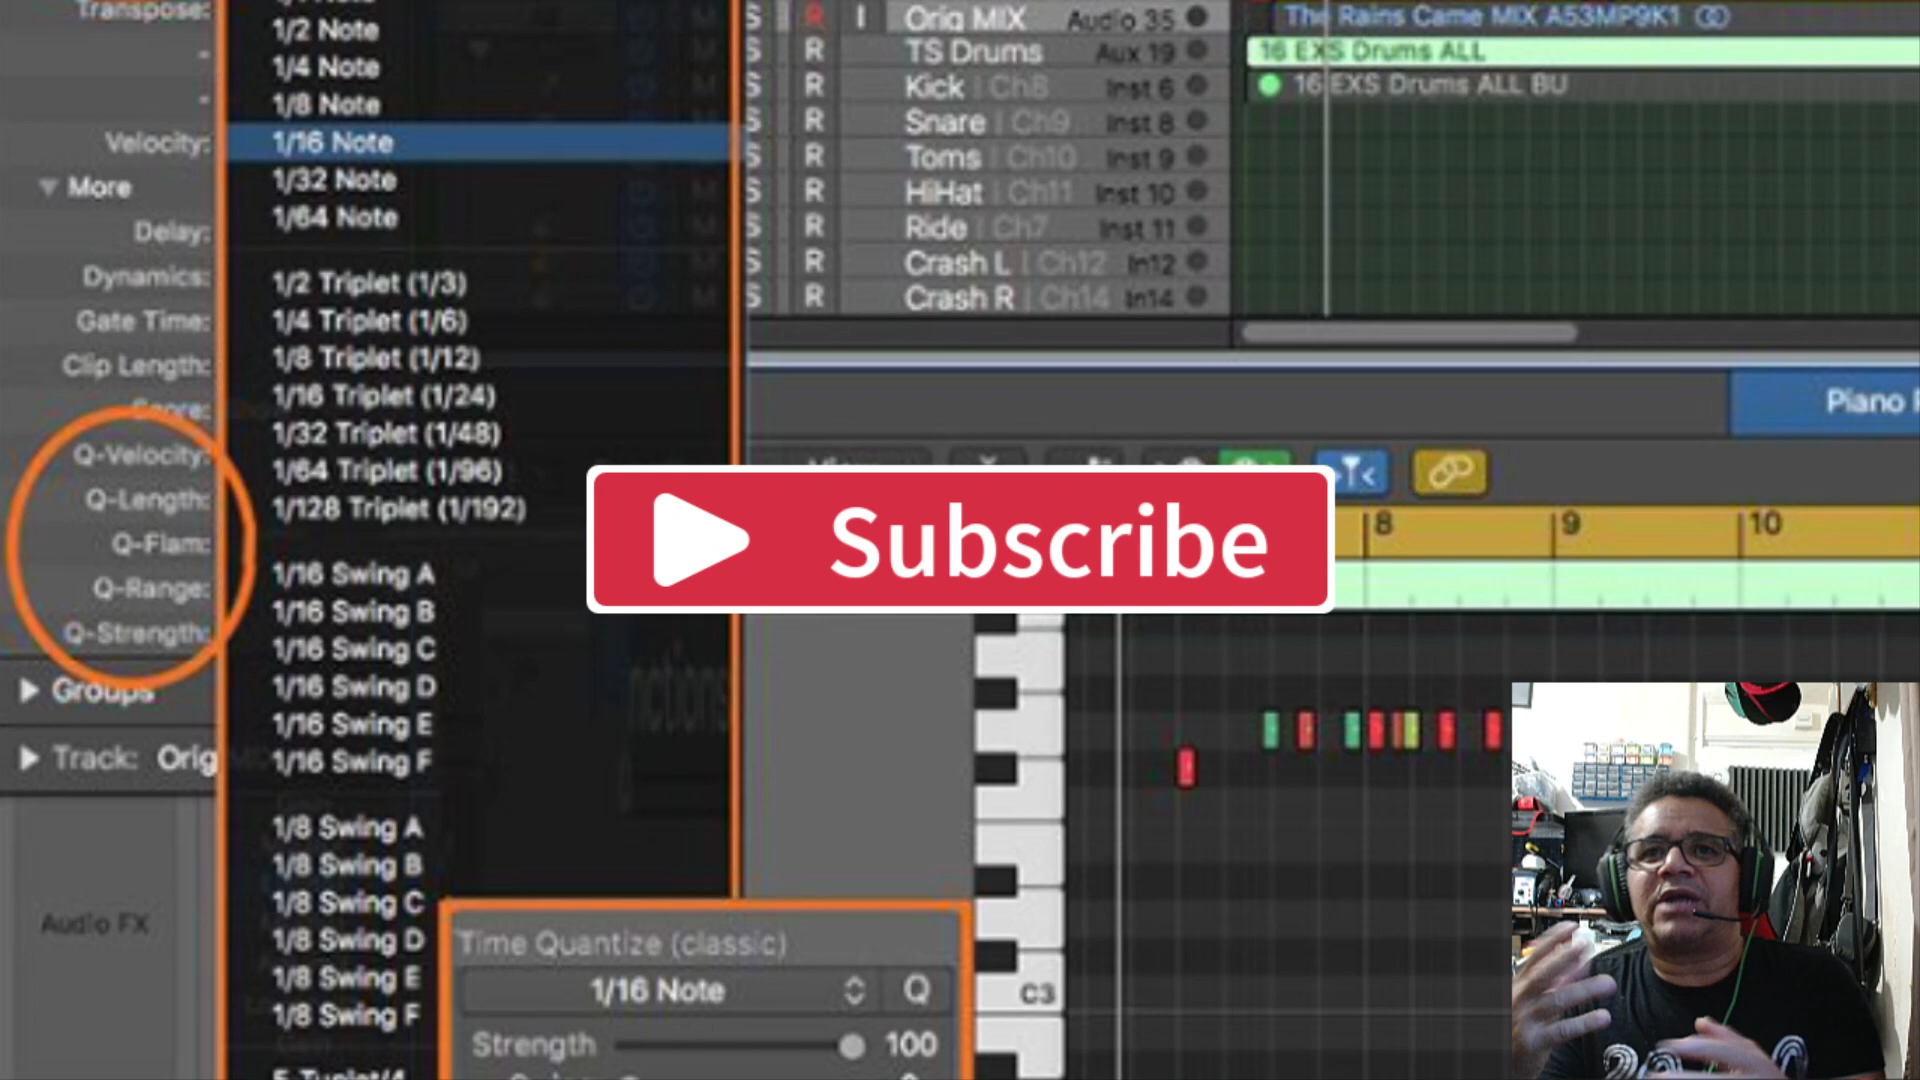 Transpose:
Velocity:
More
Delay:
Dynamics:
Gate Time:
Clip Length:
Score:
Q-Velocity:
Q-Length:
Q-Flam:
Q-Range:
Q-Strength:
Groups
Track: Orig
Audio FX
1/2 Note
1/4 Note
1/8 Note
1/16 Note
1/32 Note
1/64 Note
1/2 Triplet (1/3)
1/4 Triplet (1/6)
1/8 Triplet (1/12)
1/16 Triplet (1/24)
1/32 Triplet (1/48)
1/64 Triplet (1/96)
1/128 Triplet (1/192)
1/16 Swing A
1/16 Swing B
1/16 Swing C
1/16 Swing D
1/16 Swing E
1/16 Swing F
1/8 Swing A
1/8 Swing B
1/8 Swing C
1/8 Swing D
1/8 Swing E
1/8 Swing F
Time Quantize (classic)
1/16 Note Q
Strength 100
S R I Orig MIX Audio 35
S R TS Drums Aux 19
S R Kick | Ch8 Inst 6
S R Snare | Ch9 Inst 8
S R Toms | Ch10 Inst 9
S R HiHat | Ch11 Inst 10
S R Ride | Ch7 Inst 11
S R Crash L | Ch12 In12
S R Crash R | Ch14 In14
The Rains Came MIX A53MP9K1
16 EXS Drums ALL
16 EXS Drums ALL BU
Piano
Subscribe
8 9 10
C3